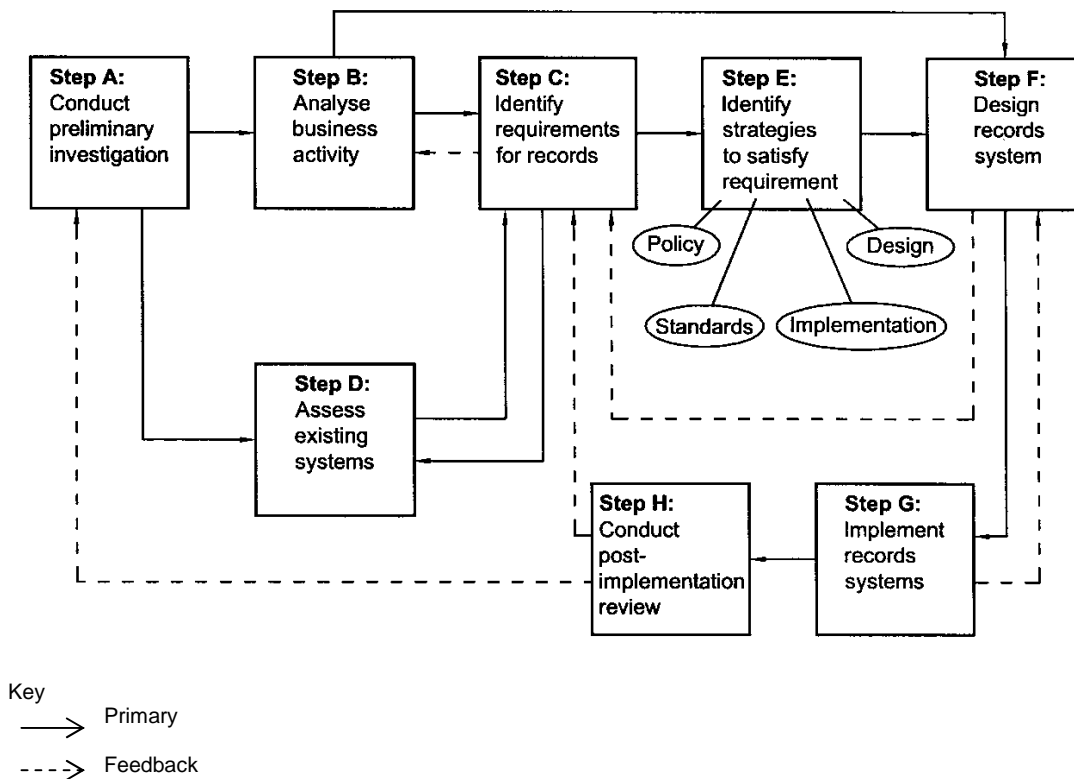 Step A:
Conduct
preliminary
investigation
Step B:
Analyse
business
activity
Step C:
Identify
requirements
for records
Step E:
Identify
strategies
to satisfy
requirement
Step F:
Design
records
system
Policy
Design
Standards
Implementation
Step D:
Assess
existing
systems
Step H:
Conduct
post-
implementation
review
Step G:
Implement
records
systems
Key
Primary
Feedback